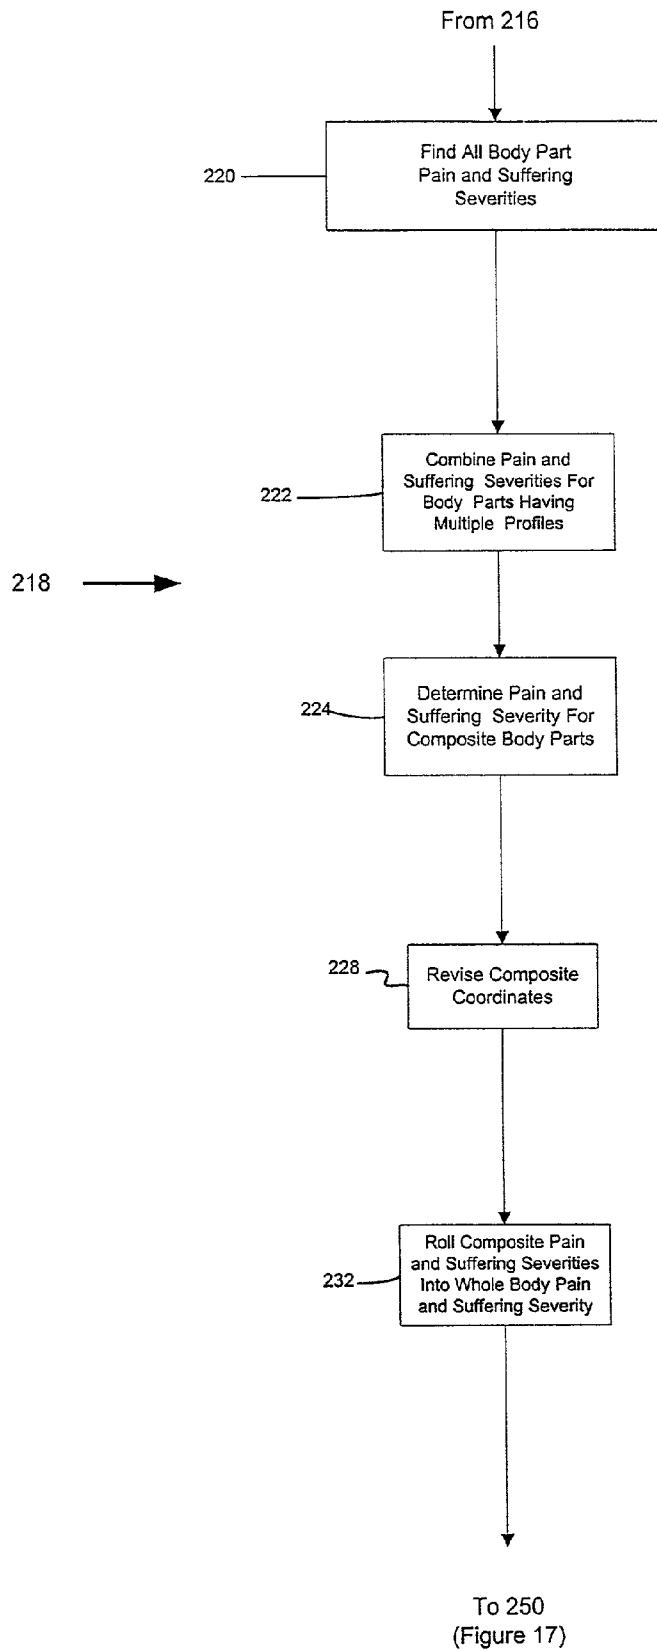 From 216
220
Find All Body Part
Pain and Suffering
Severities
222
Combine Pain and
Suffering Severities For
Body Parts Having
Multiple Profiles
218
224
Determine Pain and
Suffering Severity For
Composite Body Parts
228
Revise Composite
Coordinates
232
Roll Composite Pain
and Suffering Severities
Into Whole Body Pain
and Suffering Severity
To 250
(Figure 17)